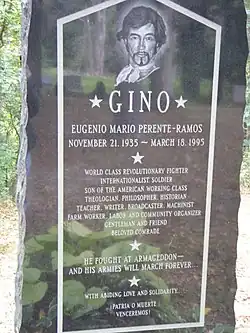 GINO
EUGENIO MARIO PERENTE-RAMOS
NOVEMBER 21, 1935 — MARCH 18, 1995
WORLD CLASS REVOLUTIONARY FIGHTER
INTERNATIONALIST SOLDIER
SON OF THE AMERICAN WORKING CLASS
THEOLOGIAN, PHILOSOPHER, HISTORIAN
TEACHER, WRITER, BROADCASTER, MACHINIST
FARM WORKER, LABOR AND COMMUNITY ORGANIZER
GENTLEMAN AND FRIEND
BELOVED COMRADE
HE FOUGHT AT ARMAGEDDON—
AND HIS ARMIES WILL MARCH FOREVER
WITH ABIDING LOVE AND SOLIDARITY,
¡PATRIA O MUERTE!
VENCEREMOS!